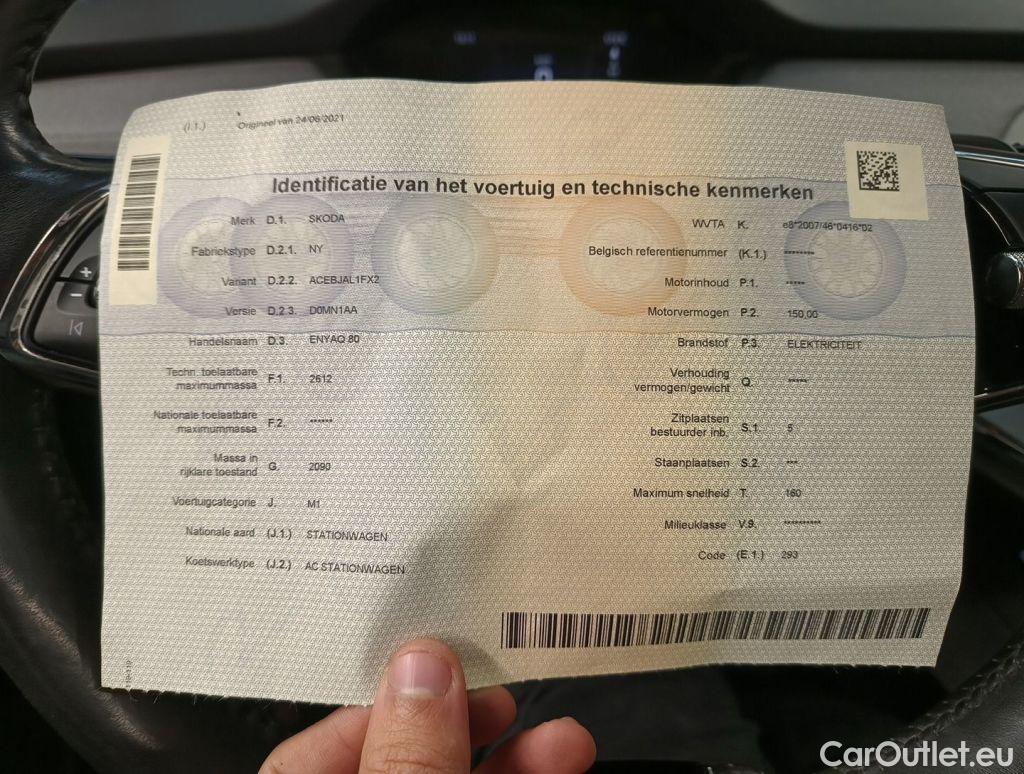 (I.1.) Origineel van 24/06/2021
Identificatie van het voertuig en technische kenmerken
Merk D.1. SKODA
Fabriekstype D.2.1. NY
Variant D.2.2. ACEBJAL1FX2
Versie D.2.3. D0MN1AA
Handelsnaam D.3. ENYAQ 80
Techn. toelaatbare
maximummassa F.1. 2612
Nationale toelaatbare
maximummassa F.2. ******
Massa in
rijklare toestand G. 2090
Voertuigcategorie J. M1
Nationale aard (J.1.) STATIONWAGEN
Koetswerktype (J.2.) AC STATIONWAGEN
WVTA K. e8*2007/46*0416*02
Belgisch referentienummer (K.1.) ********
Motorinhoud P.1. *****
Motorvermogen P.2. 150,00
Brandstof P.3. ELEKTRICITEIT
Verhouding
vermogen/gewicht Q. *****
Zitplaatsen
bestuurder inb. S.1. 5
Staanplaatsen S.2. ***
Maximum snelheid T. 160
Milieuklasse V.9. **********
Code (E.1.) 293
CarOutlet.eu